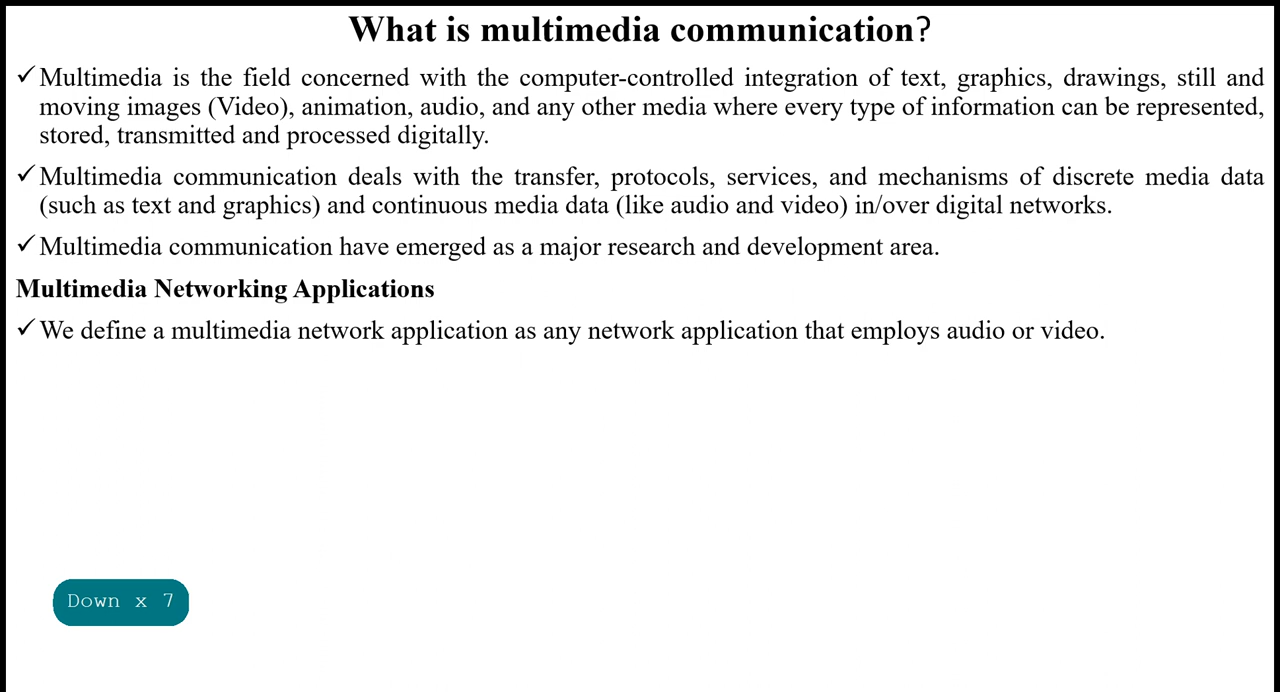 What is multimedia communication?
✓ Multimedia is the field concerned with the computer-controlled integration of text, graphics, drawings, still and
moving images (Video), animation, audio, and any other media where every type of information can be represented,
stored, transmitted and processed digitally.
✓ Multimedia communication deals with the transfer, protocols, services, and mechanisms of discrete media data
(such as text and graphics) and continuous media data (like audio and video) in/over digital networks.
✓ Multimedia communication have emerged as a major research and development area.
Multimedia Networking Applications
✓ We define a multimedia network application as any network application that employs audio or video.
Down x 7